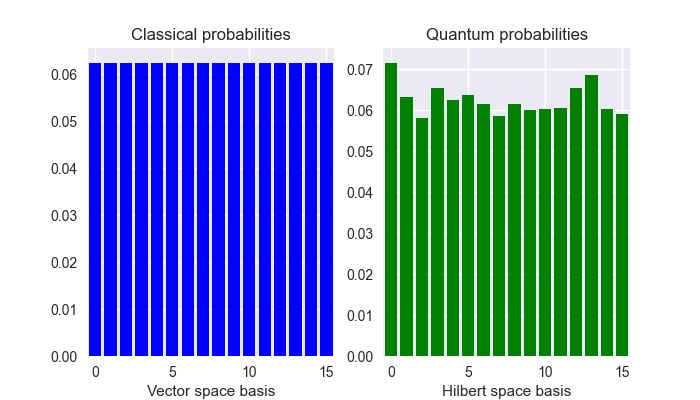 Classical probabilities
0.06
0.05
0.04
0.03
0.02
0.01
0.00
0 5 10 15
Vector space basis
Quantum probabilities
0.07
0.06
0.05
0.04
0.03
0.02
0.01
0.00
0 5 10 15
Hilbert space basis